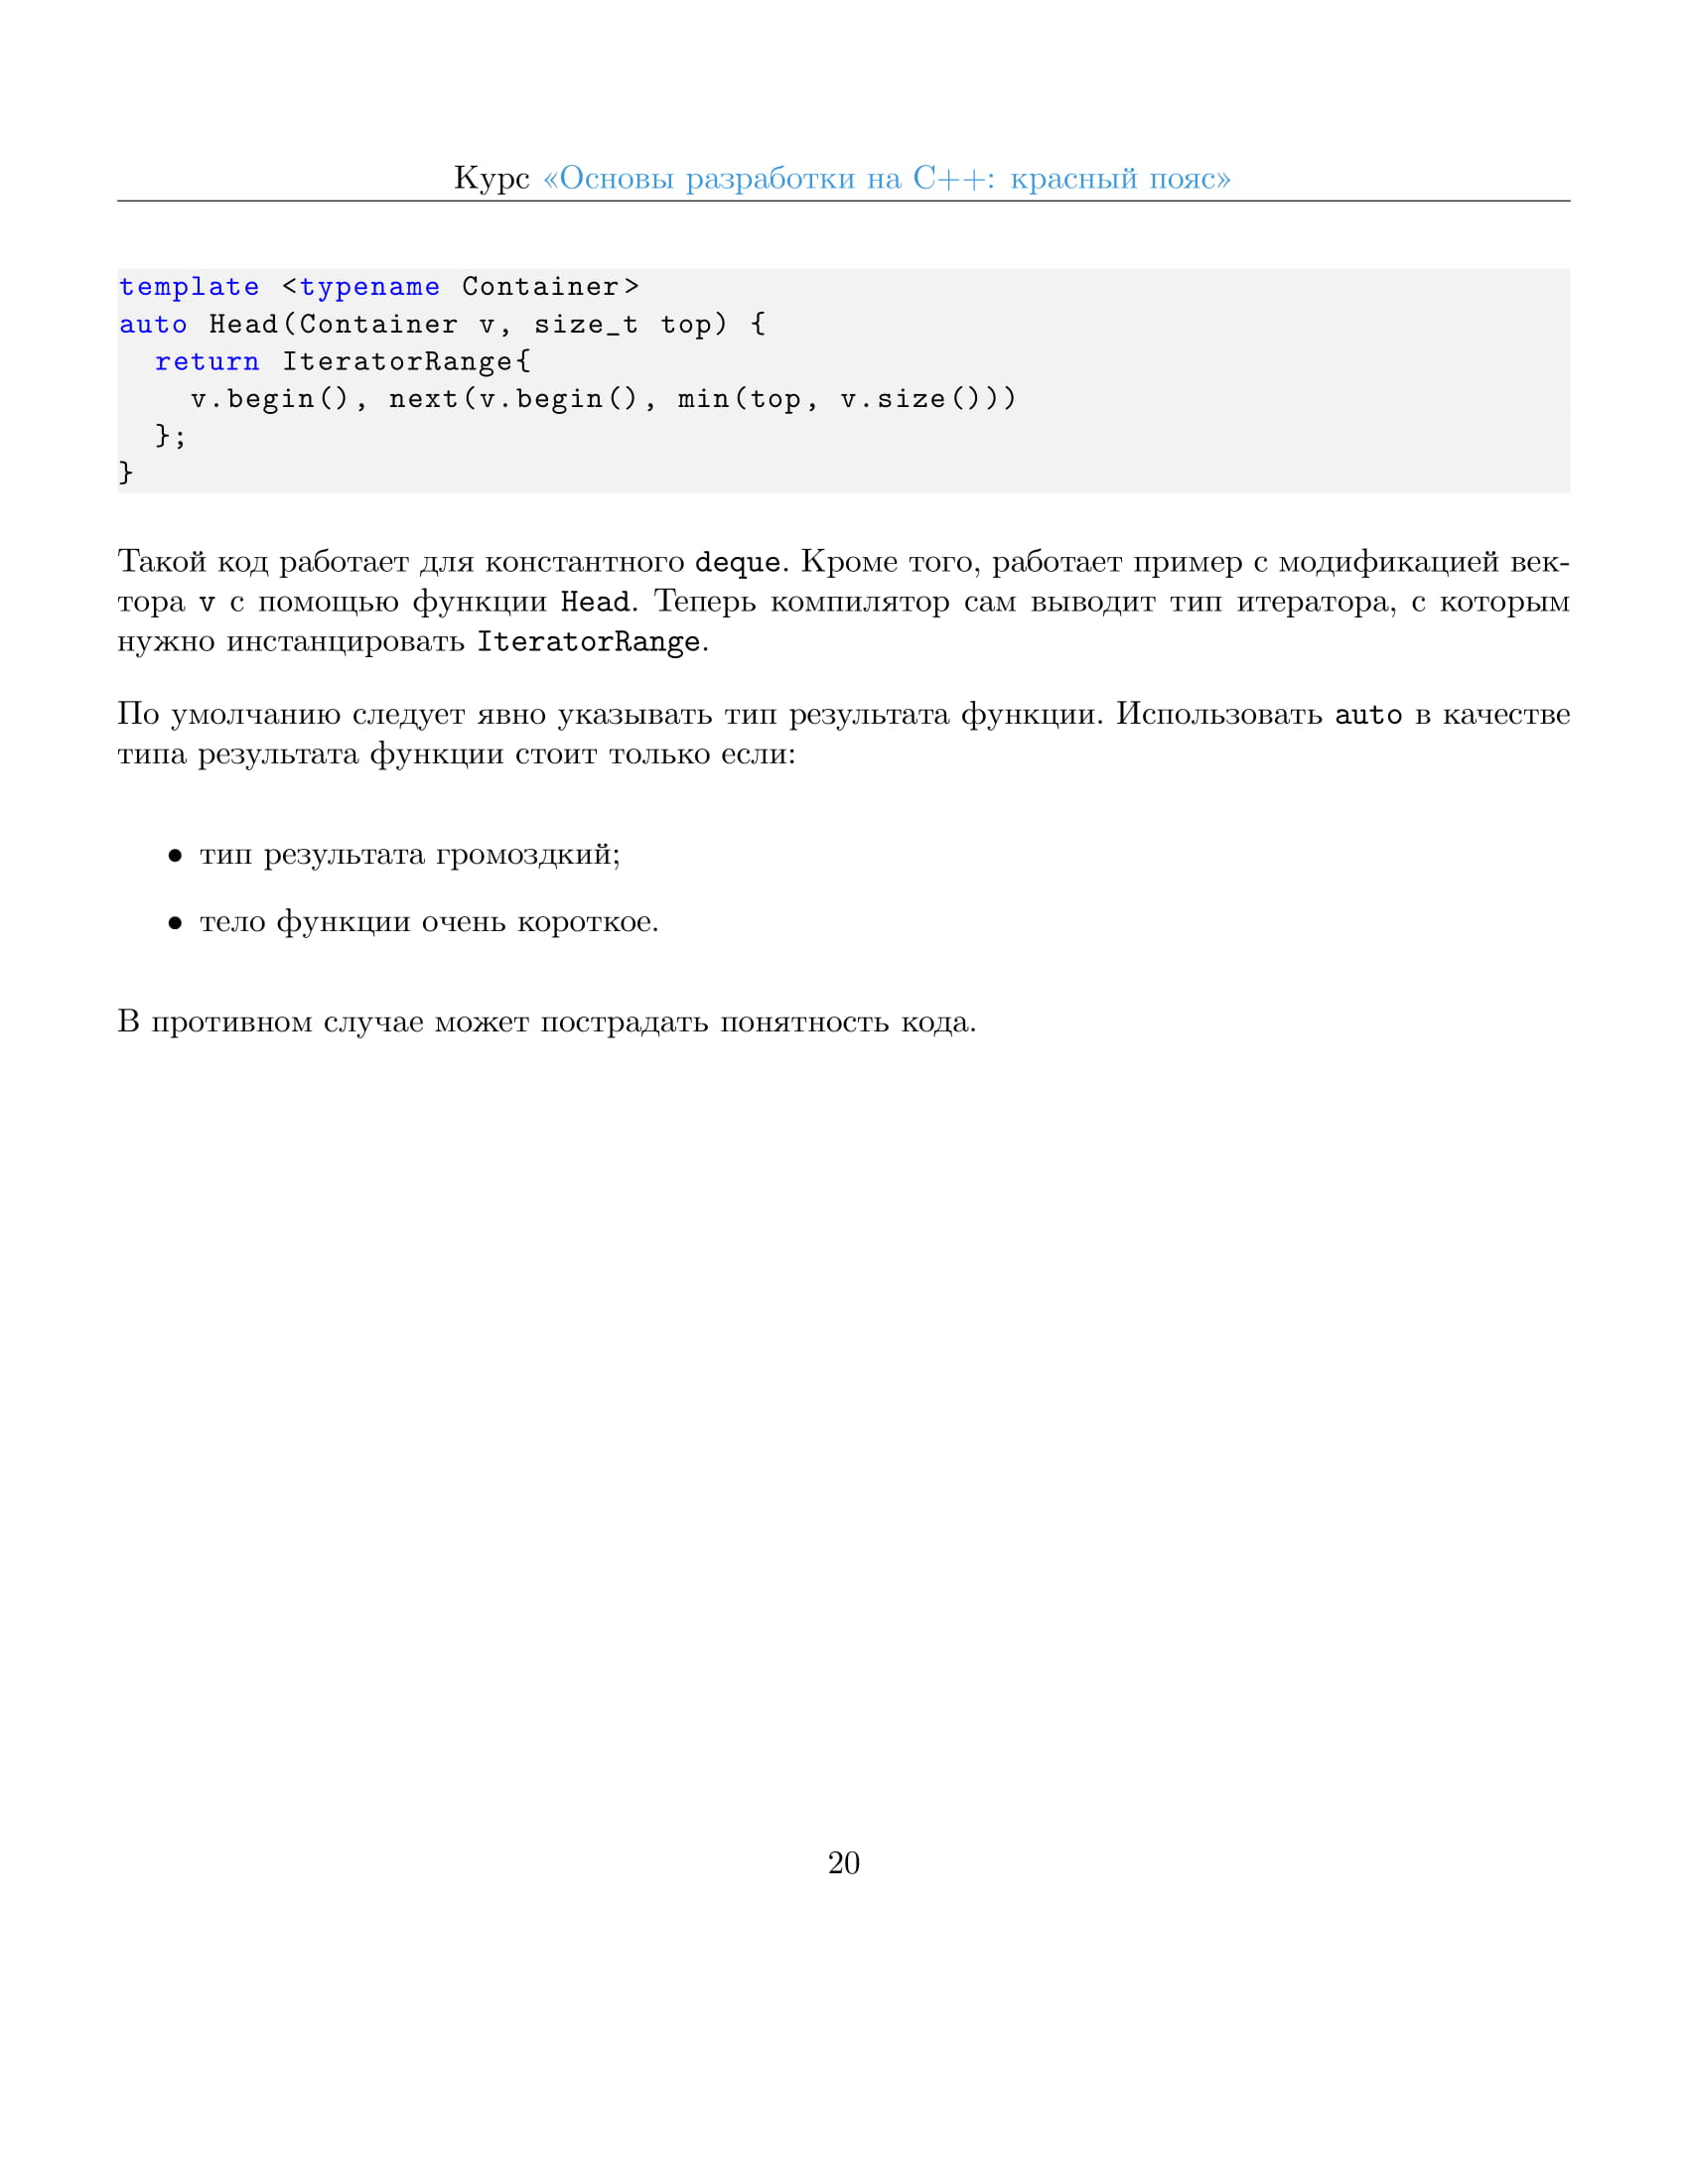 Курс «Основы разработки на C++: красный пояс»
template <typename Container>
auto Head(Container v, size_t top) {
  return IteratorRange{
    v.begin(), next(v.begin(), min(top, v.size()))
  };
}
Такой код работает для константного deque. Кроме того, работает пример с модификацией век-
тора v с помощью функции Head. Теперь компилятор сам выводит тип итератора, с которым
нужно инстанцировать IteratorRange.
По умолчанию следует явно указывать тип результата функции. Использовать auto в качестве
типа результата функции стоит только если:
• тип результата громоздкий;
• тело функции очень короткое.
В противном случае может пострадать понятность кода.
20